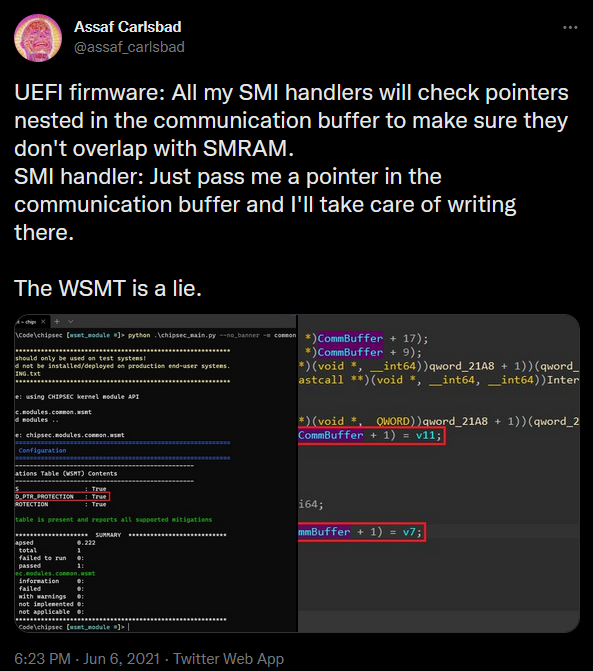 Assaf Carlsbad
@assaf_carlsbad
UEFI firmware: All my SMI handlers will check pointers
nested in the communication buffer to make sure they
don't overlap with SMRAM.
SMI handler: Just pass me a pointer in the
communication buffer and I'll take care of writing
there.
The WSMT is a lie.
\Code\chipsec [wsmt_module ≡]> python .\chipsec_main.py --no_banner -m common
should only be used on test systems!
d not be installed/deployed on production end-user systems.
ING.txt
e: using CHIPSEC kernel module API
c.modules.common.wsmt
d modules ..
e: chipsec.modules.common.wsmt
Configuration
ations Table (WSMT) Contents
S : True
D_PTR_PROTECTION : True
ROTECTION : True
table is present and reports all supported mitigations
************************* SUMMARY *************************
apsed 0.222
total 1
failed to run 0:
passed 1:
ec.modules.common.wsmt
information 0:
failed 0:
with warnings 0:
not implemented 0:
not applicable 0:
\Code\chipsec [wsmt_module ≡]>
*)CommBuffer + 17);
*)CommBuffer + 9);
*)(void *, __int64))qword_21A8 + 1))(qword_
astcall **)(void *, __int64, __int64))Inter
*)(void *, _QWORD))qword_21A8 + 1))(qword_2
CommBuffer + 1) = v11;
i64;
mmBuffer + 1) = v7;
6:23 PM · Jun 6, 2021 · Twitter Web App